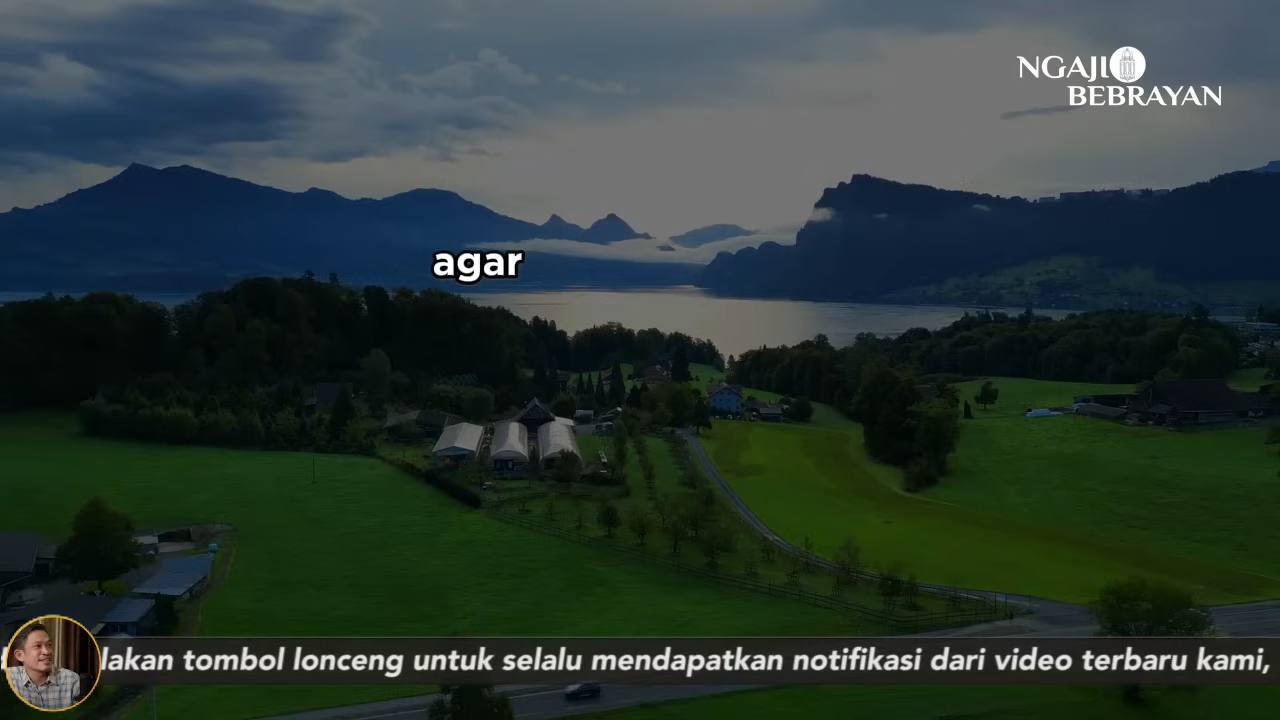 NGAJI
BEBRAYAN
agar
lakan tombol lonceng untuk selalu mendapatkan notifikasi dari video terbaru kami,